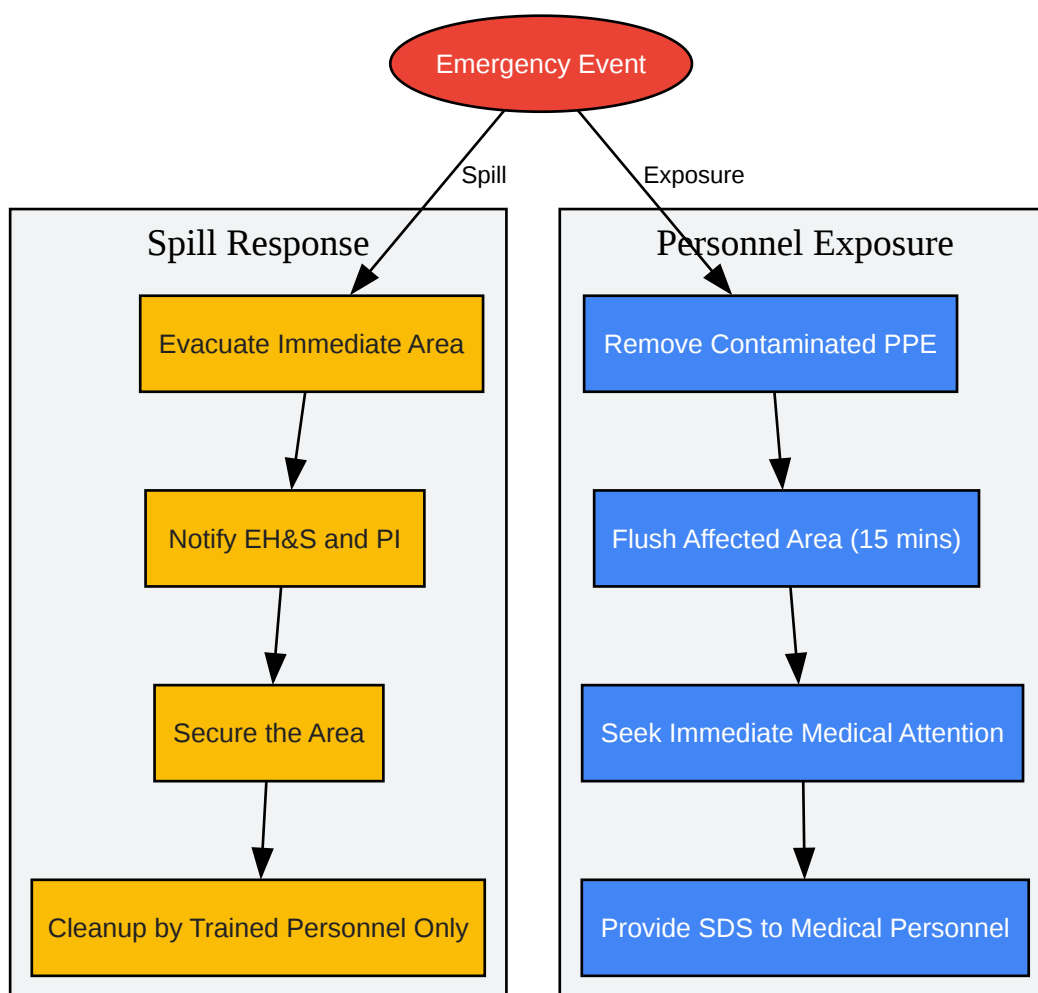 Emergency Event
Spill
Exposure
Spill Response
Personnel Exposure
Evacuate Immediate Area
Remove Contaminated PPE
Notify EH&S and PI
Flush Affected Area (15 mins)
Secure the Area
Seek Immediate Medical Attention
Cleanup by Trained Personnel Only
Provide SDS to Medical Personnel